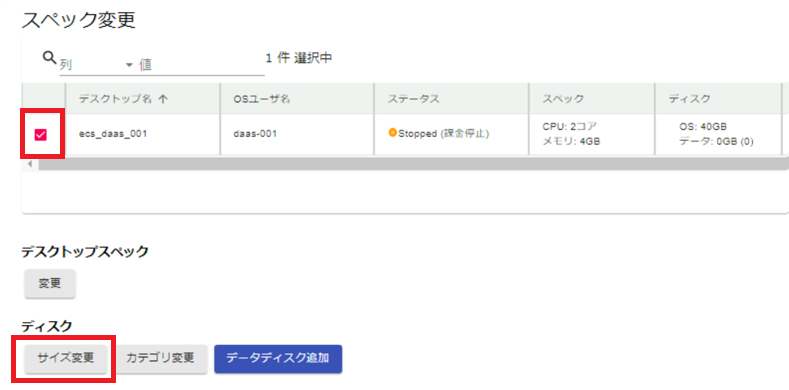 スペック変更
列 値 1 件 選択中
デスクトップ名 ↑ OSユーザ名 ステータス スペック ディスク
ecs_daas_001 daas-001 Stopped (課金停止) CPU: 2コア OS: 40GB
メモリ: 4GB データ: 0GB (0)
デスクトップスペック
変更
ディスク
サイズ変更 カテゴリ変更 データディスク追加